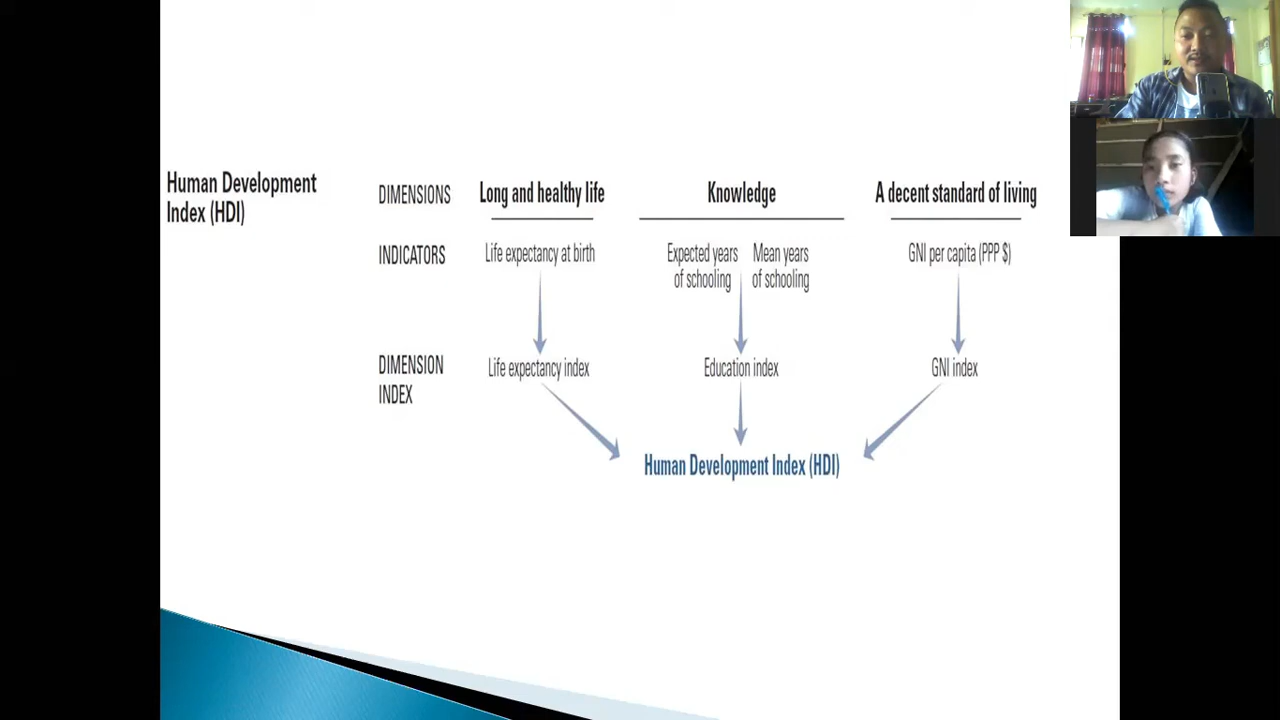 Human Development
Index (HDI)
DIMENSIONS Long and healthy life Knowledge A decent standard of living
INDICATORS Life expectancy at birth Expected years of schooling Mean years of schooling GNI per capita (PPP $)
DIMENSION INDEX Life expectancy index Education index GNI index
Human Development Index (HDI)